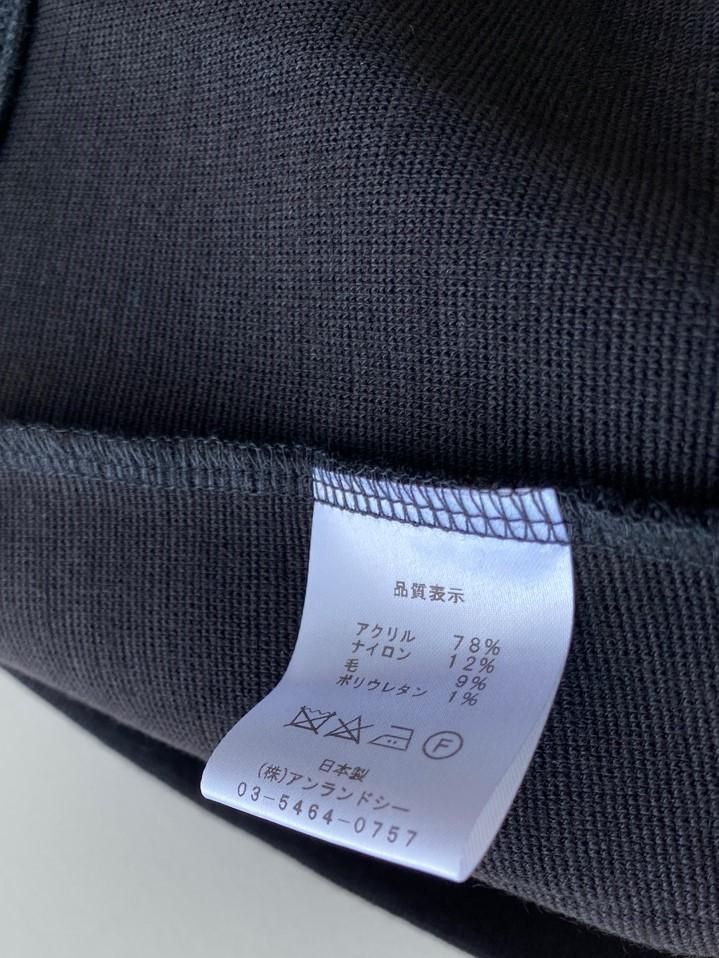 品質表示
アクリル 78%
ナイロン 12%
毛 9%
ポリウレタン 1%
F
日本製
(株)アンランドシー
03-5464-0757